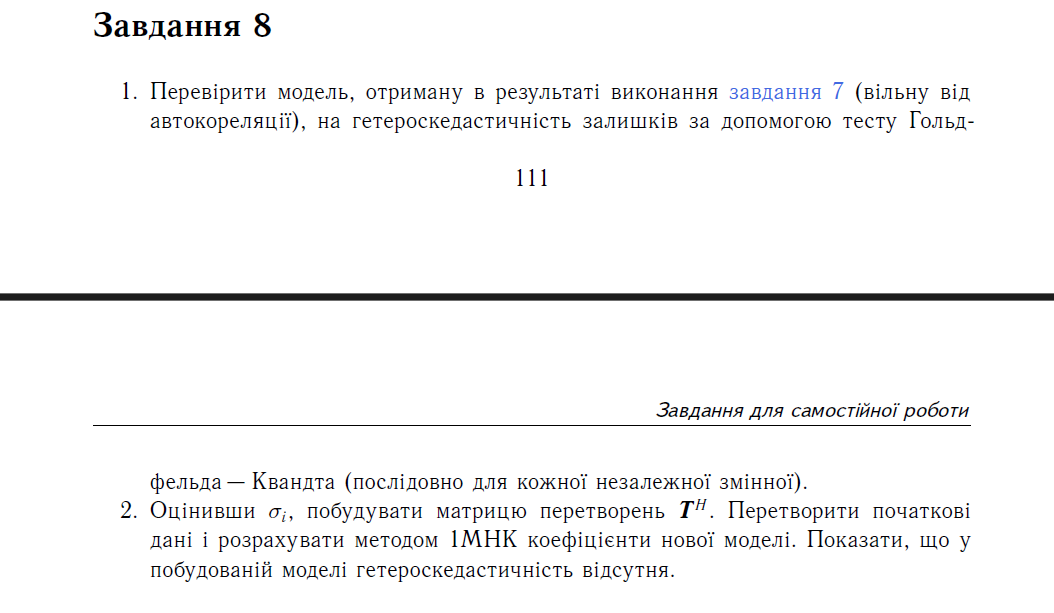 Завдання 8
1. Перевірити модель, отриману в результаті виконання завдання 7 (вільну від
автокореляції), на гетероскедастичність залишків за допомогою тесту Гольд-
111
Завдання для самостійної роботи
фельда — Квандта (послідовно для кожної незалежної змінної).
2. Оцінивши σᵢ, побудувати матрицю перетворень Tᴴ. Перетворити початкові
дані і розрахувати методом 1МНК коефіцієнти нової моделі. Показати, що у
побудованій моделі гетероскедастичність відсутня.